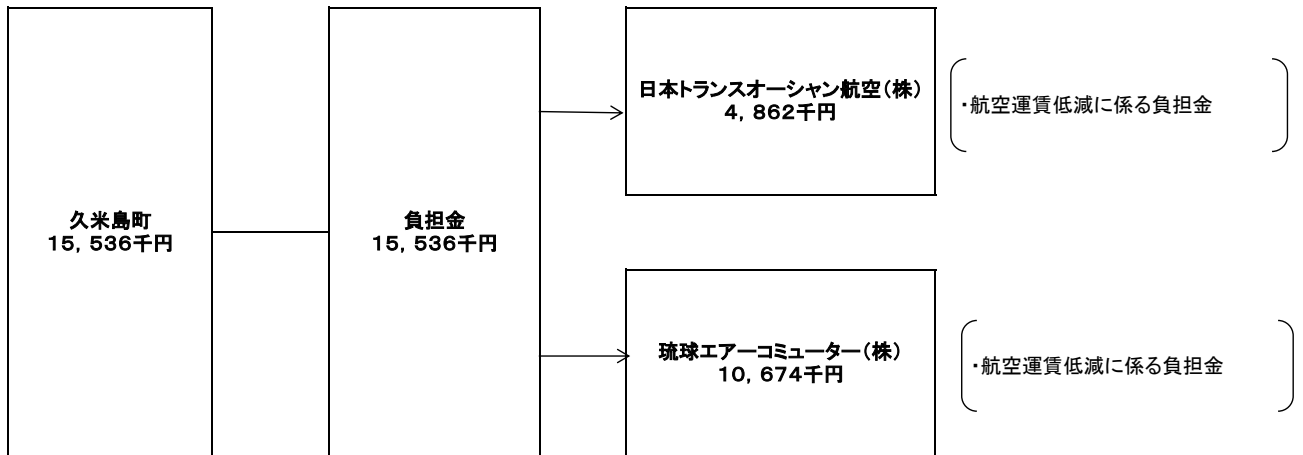 久米島町
15，536千円
負担金
15，536千円
日本トランスオーシャン航空（株）
4，862千円
・航空運賃低減に係る負担金
琉球エアーコミューター（株）
10，674千円
・航空運賃低減に係る負担金